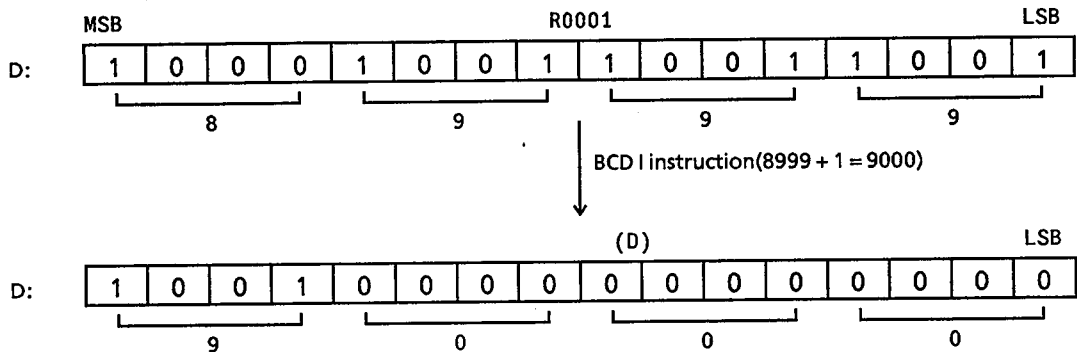 MSB R0001 LSB
D: 1 0 0 0 1 0 0 1 1 0 0 1 1 0 0 1
8 9 9 9
BCD I instruction(8999 + 1 = 9000)
(D) LSB
D: 1 0 0 1 0 0 0 0 0 0 0 0 0 0 0 0
9 0 0 0